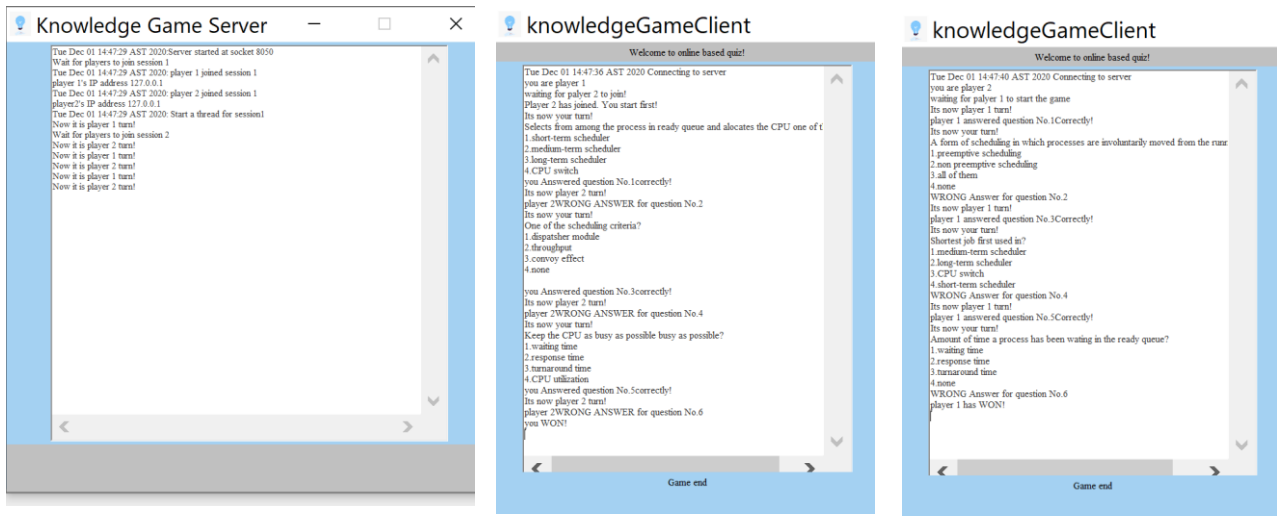 Knowledge Game Server
Tue Dec 01 14:47:29 AST 2020:Server started at socket 8050
Wait for players to join session 1
Tue Dec 01 14:47:29 AST 2020: player 1 joined session 1
player 1's IP address 127.0.0.1
Tue Dec 01 14:47:29 AST 2020: player 2 joined session 1
player2's IP address 127.0.0.1
Tue Dec 01 14:47:29 AST 2020: Start a thread for session1
Now it is player 1 turn!
Wait for players to join session 2
Now it is player 2 turn!
Now it is player 1 turn!
Now it is player 2 turn!
Now it is player 1 turn!
Now it is player 2 turn!
knowledgeGameClient
Welcome to online based quiz!
Tue Dec 01 14:47:36 AST 2020 Connecting to server
you are player 1
waiting for palyer 2 to join!
Player 2 has joined. You start first!
Its now your turn!
Selects from among the process in ready queue and alocates the CPU one of
1.short-term scheduler
2.medium-term scheduler
3.long-term scheduler
4.CPU switch
you Answered question No.1correctly!
Its now player 2 turn!
player 2WRONG ANSWER for question No.2
Its now your turn!
One of the scheduling criteria?
1.dispatsher module
2.throughput
3.convoy effect
4.none
you Answered question No.3correctly!
Its now player 2 turn!
player 2WRONG ANSWER for question No.4
Its now your turn!
Keep the CPU as busy as possible busy as possible?
1.waiting time
2.response time
3.turnaround time
4.CPU utilization
you Answered question No.5correctly!
Its now player 2 turn!
player 2WRONG ANSWER for question No.6
you WON!
Game end
knowledgeGameClient
Welcome to online based quiz!
Tue Dec 01 14:47:40 AST 2020 Connecting to server
you are player 2
waiting for palyer 1 to start the game
Its now player 1 turn!
player 1 answered question No.1Correctly!
Its now your turn!
A form of scheduling in which processes are involuntarily moved from the
1.preemptive scheduling
2.non preemptive scheduling
3.all of them
4.none
WRONG Answer for question No.2
Its now player 1 turn!
player 1 answered question No.3Correctly!
Its now your turn!
Shortest job first used in?
1.medium-term scheduler
2.long-term scheduler
3.CPU switch
4.short-term scheduler
WRONG Answer for question No.4
Its now player 1 turn!
player 1 answered question No.5Correctly!
Its now your turn!
Amount of time a process has been wating in the ready queue?
1.waiting time
2.response time
3.turnaround time
4.none
WRONG Answer for question No.6
player 1 has WON!
Game end